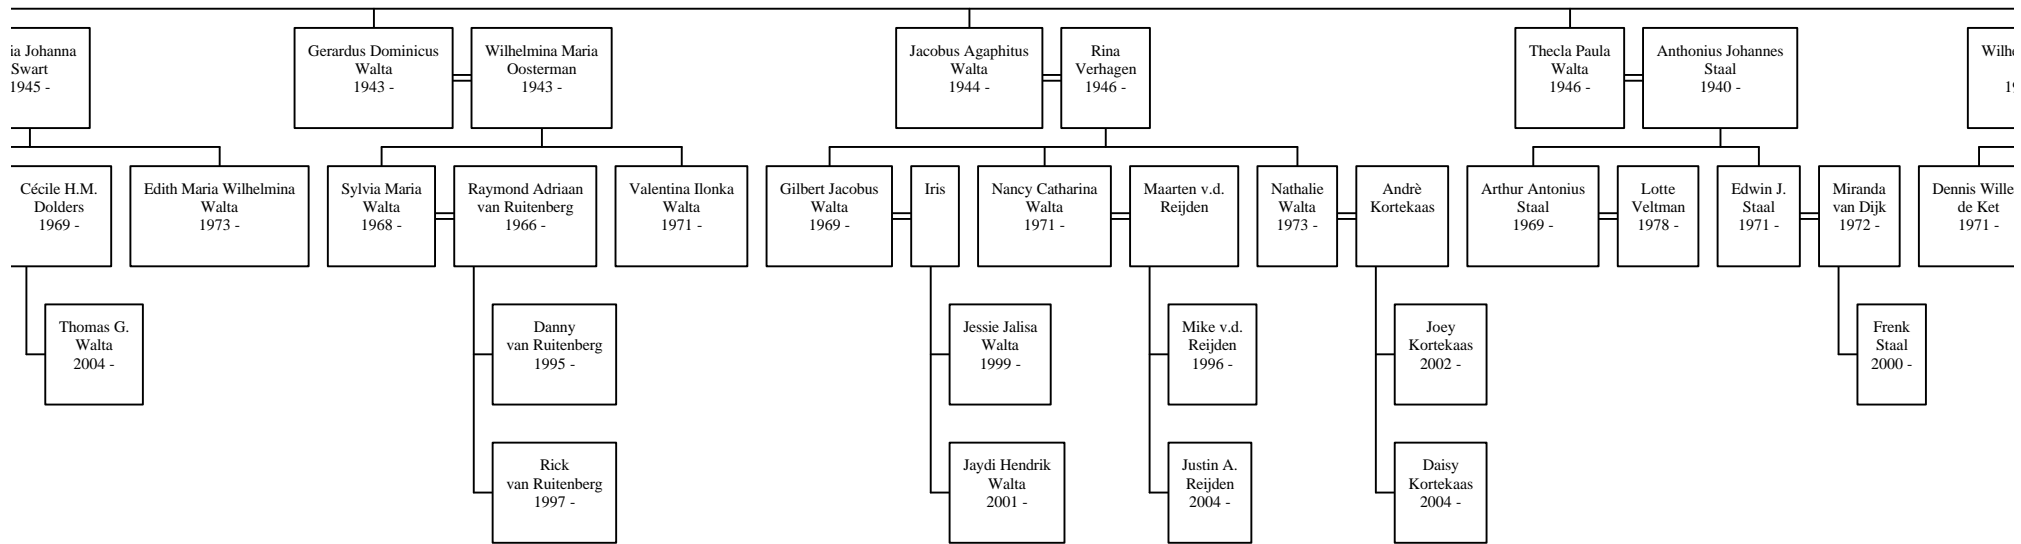 ia Johanna
Swart
1945 -
Gerardus Dominicus
Walta
1943 -
Wilhelmina Maria
Oosterman
1943 -
Jacobus Agaphitus
Walta
1944 -
Rina
Verhagen
1946 -
Thecla Paula
Walta
1946 -
Anthonius Johannes
Staal
1940 -
Cécile H.M.
Dolders
1969 -
Edith Maria Wilhelmina
Walta
1973 -
Sylvia Maria
Walta
1968 -
Raymond Adriaan
van Ruitenberg
1966 -
Valentina Ilonka
Walta
1971 -
Gilbert Jacobus
Walta
1969 -
Iris
Nancy Catharina
Walta
1971 -
Maarten v.d.
Reijden
Nathalie
Walta
1973 -
Andrè
Kortekaas
Arthur Antonius
Staal
1969 -
Lotte
Veltman
1978 -
Edwin J.
Staal
1971 -
Miranda
van Dijk
1972 -
Dennis Wille
de Ket
1971 -
Thomas G.
Walta
2004 -
Danny
van Ruitenberg
1995 -
Jessie Jalisa
Walta
1999 -
Mike v.d.
Reijden
1996 -
Joey
Kortekaas
2002 -
Frenk
Staal
2000 -
Rick
van Ruitenberg
1997 -
Jaydi Hendrik
Walta
2001 -
Justin A.
Reijden
2004 -
Daisy
Kortekaas
2004 -